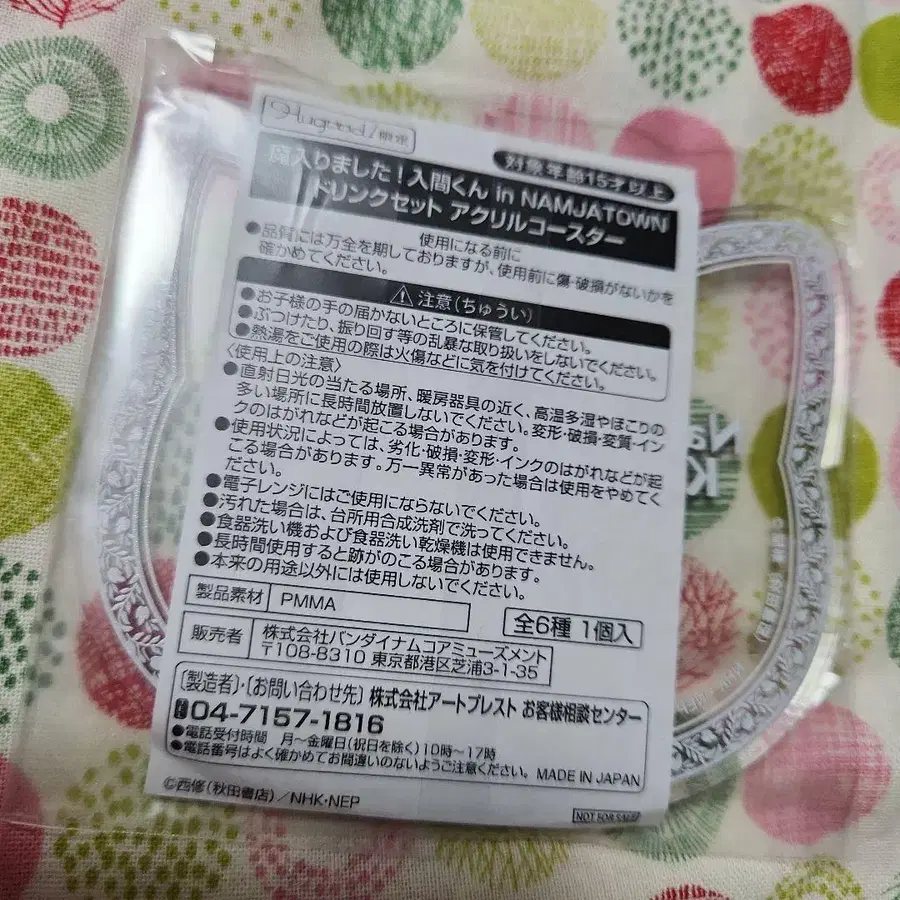 限定
対象年齢15才以上
魔入りました！入間くん in NAMJATOWN
ドリンクセット アクリルコースター
使用になる前に
●品質には万全を期しておりますが、使用前に傷・破損がないかを
確かめてください。
⚠ 注意(ちゅうい)
●お子様の手の届かないところに保管してください。
●ぶつけたり、振り回す等の乱暴な取り扱いをしないでください。
●熱湯をご使用の際は火傷などに気を付けてください。
〈使用上の注意〉
●直射日光の当たる場所、暖房器具の近く、高温多湿やほこりの
多い場所に長時間放置しないでください。変形・破損・変質・イン
クのはがれなどが起こる場合があります。
●使用状況によっては、劣化・破損・変形・インクのはがれなどが起
こる場合があります。万一異常があった場合は使用をやめてく
ださい。
●電子レンジにはご使用にならないでください。
●汚れた場合は、台所用合成洗剤で洗ってください。
●食器洗い機および食器洗い乾燥機は使用できません。
●長時間使用すると跡がのこる場合があります。
●本来の用途以外には使用しないでください。
製品素材 PMMA
全6種 1個入
販売者 株式会社バンダイナムコアミューズメント
〒108-8310 東京都港区芝浦3-1-35
〔製造者〕・〔お問い合わせ先〕 株式会社アートプレスト お客様相談センター
04-7157-1816
●電話受付時間 月～金曜日(祝日を除く)10時～17時
●電話番号はよく確かめてお間違いのないようご注意ください。 MADE IN JAPAN
©西修(秋田書店)/NHK・NEP
NOT FOR SALE